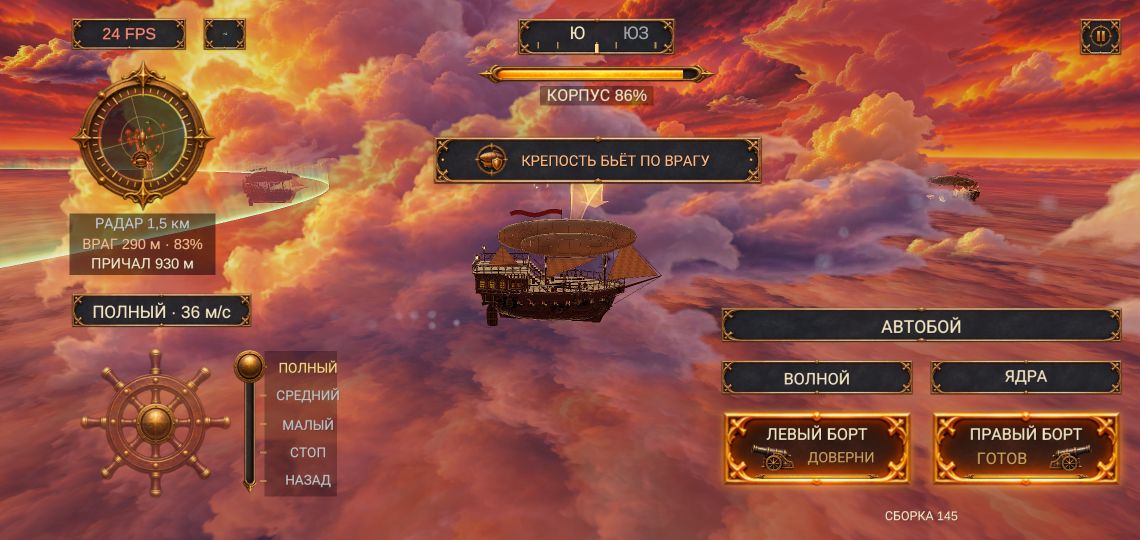 24 FPS
Ю ЮЗ
КОРПУС 86%
КРЕПОСТЬ БЬЁТ ПО ВРАГУ
РАДАР 1,5 км
ВРАГ 290 м · 83%
ПРИЧАЛ 930 м
ПОЛНЫЙ · 36 м/с
ПОЛНЫЙ
СРЕДНИЙ
МАЛЫЙ
СТОП
НАЗАД
АВТОБОЙ
ВОЛНОЙ
ЯДРА
ЛЕВЫЙ БОРТ
ДОВЕРНИ
ПРАВЫЙ БОРТ
ГОТОВ
СБОРКА 145